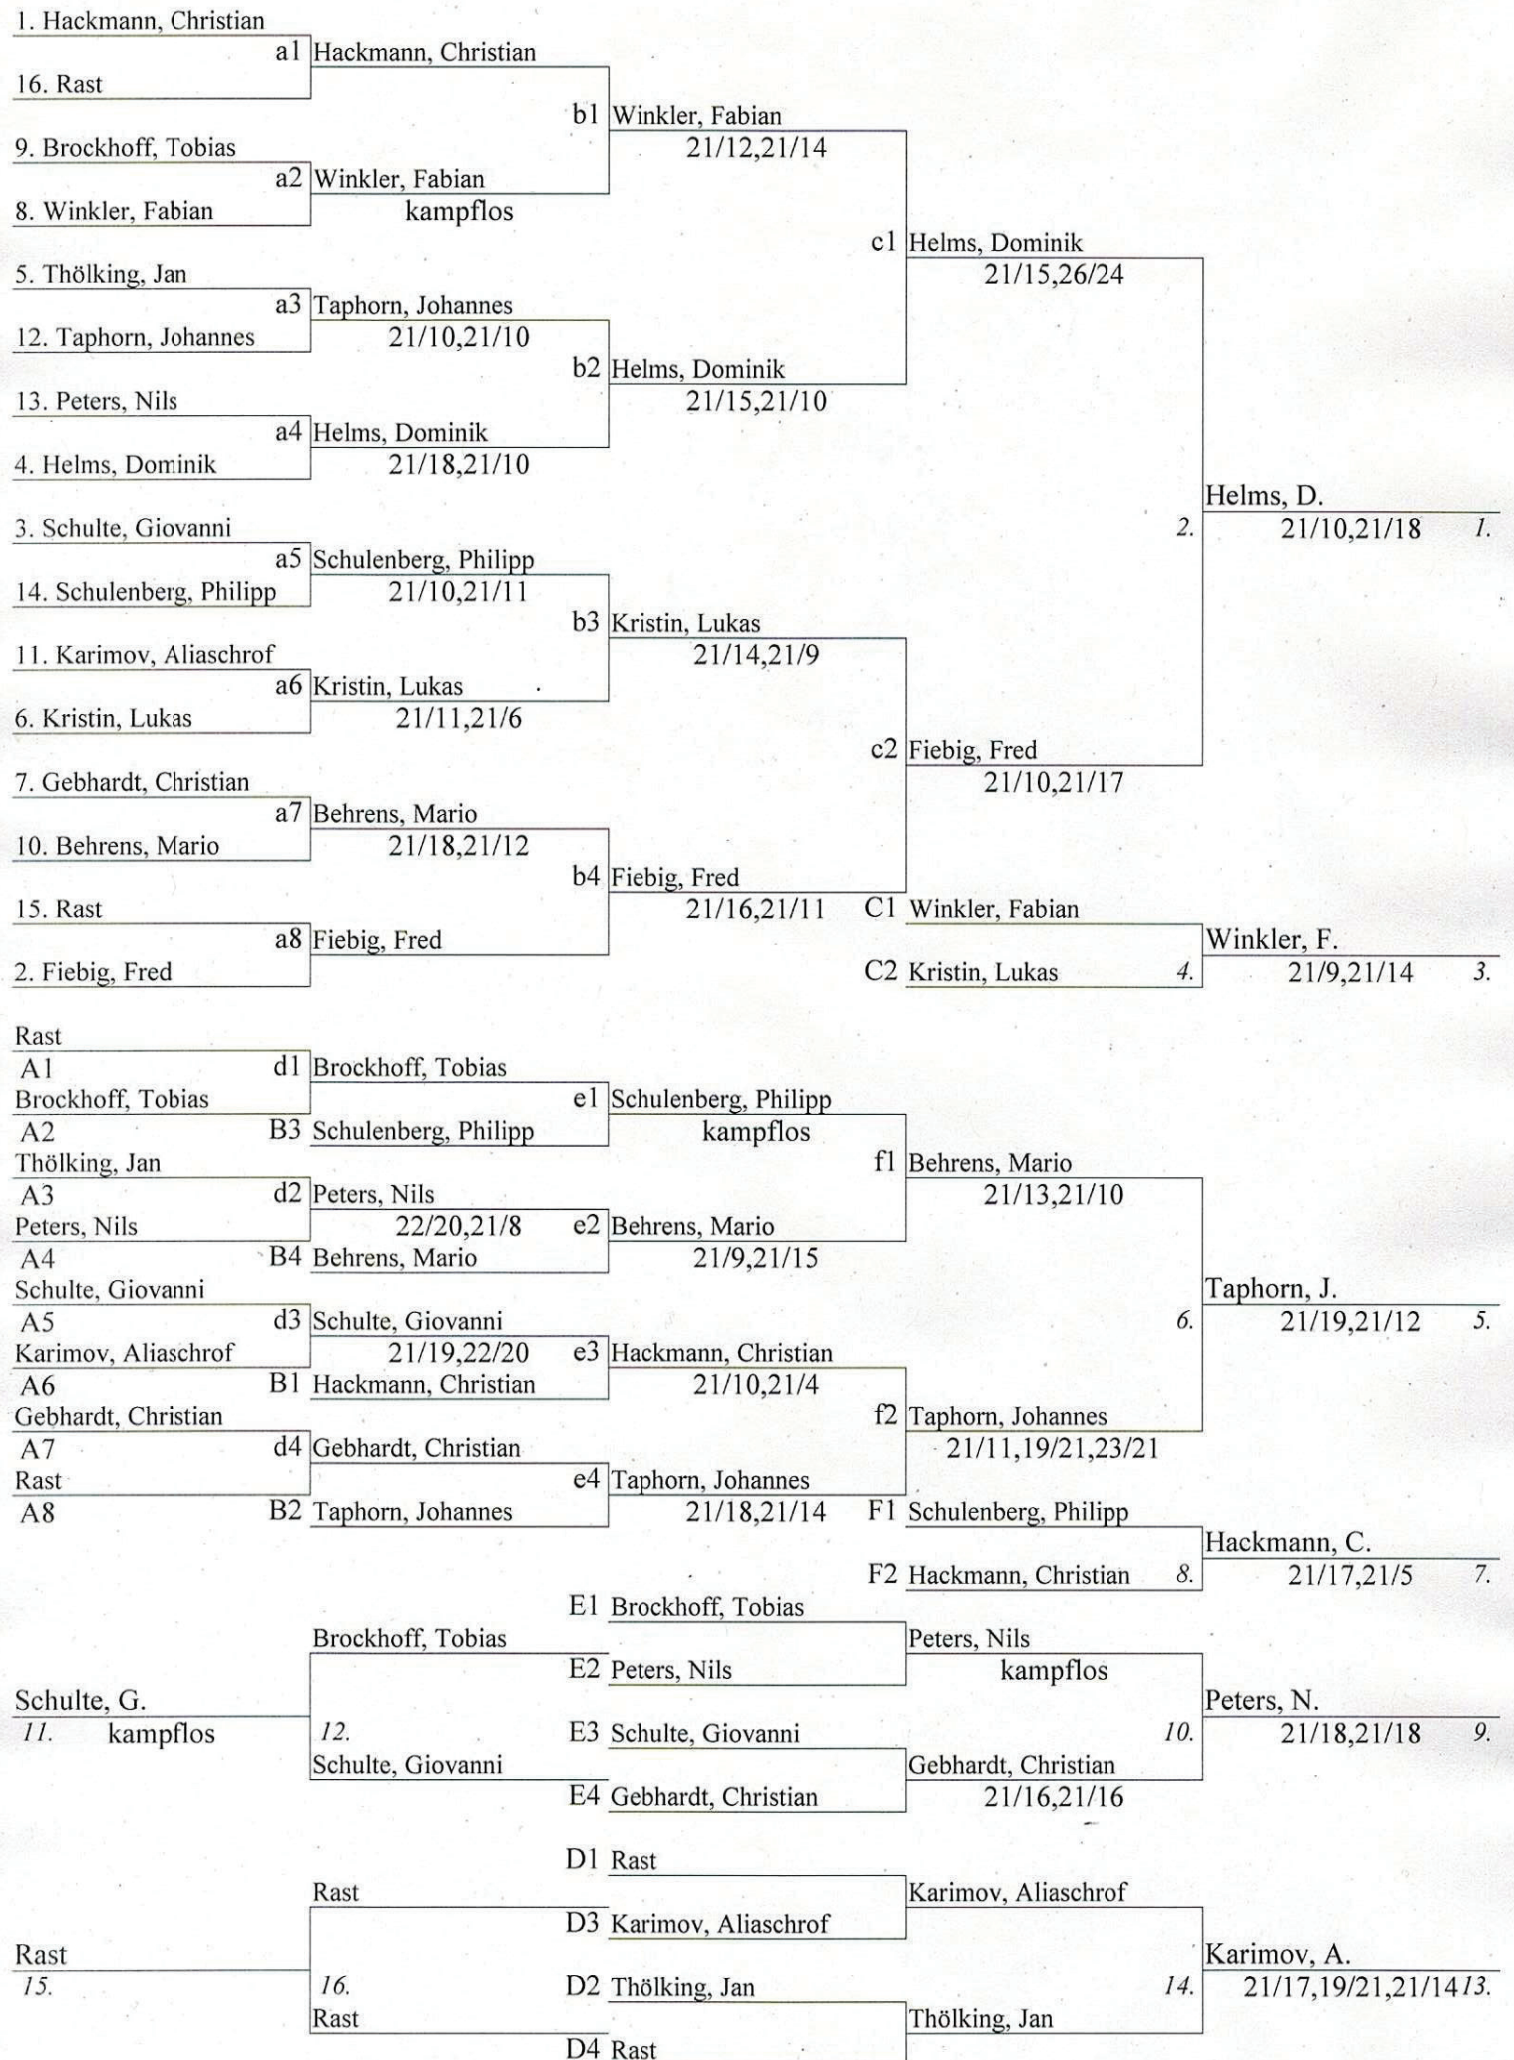 1. Hackmann, Christian
a1 Hackmann, Christian
16. Rast
b1 Winkler, Fabian
9. Brockhoff, Tobias
21/12,21/14
a2 Winkler, Fabian
8. Winkler, Fabian
kampflos
c1 Helms, Dominik
5. Thölking, Jan
21/15,26/24
a3 Taphorn, Johannes
12. Taphorn, Johannes
21/10,21/10
b2 Helms, Dominik
13. Peters, Nils
21/15,21/10
a4 Helms, Dominik
4. Helms, Dominik
21/18,21/10
Helms, D.
3. Schulte, Giovanni
2.
21/10,21/18
1.
a5 Schulenberg, Philipp
14. Schulenberg, Philipp
21/10,21/11
b3 Kristin, Lukas
11. Karimov, Aliaschrof
21/14,21/9
a6 Kristin, Lukas
6. Kristin, Lukas
21/11,21/6
c2 Fiebig, Fred
7. Gebhardt, Christian
21/10,21/17
a7 Behrens, Mario
10. Behrens, Mario
21/18,21/12
b4 Fiebig, Fred
15. Rast
21/16,21/11
C1 Winkler, Fabian
a8 Fiebig, Fred
Winkler, F.
2. Fiebig, Fred
C2 Kristin, Lukas
4.
21/9,21/14
3.
Rast
A1
d1 Brockhoff, Tobias
Brockhoff, Tobias
e1 Schulenberg, Philipp
A2
B3 Schulenberg, Philipp
kampflos
Thölking, Jan
f1 Behrens, Mario
A3
d2 Peters, Nils
21/13,21/10
Peters, Nils
22/20,21/8
e2 Behrens, Mario
A4
B4 Behrens, Mario
21/9,21/15
Schulte, Giovanni
Taphorn, J.
A5
d3 Schulte, Giovanni
6.
21/19,21/12
5.
Karimov, Aliaschrof
21/19,22/20
e3 Hackmann, Christian
A6
B1 Hackmann, Christian
21/10,21/4
Gebhardt, Christian
f2 Taphorn, Johannes
A7
d4 Gebhardt, Christian
21/11,19/21,23/21
Rast
e4 Taphorn, Johannes
A8
B2 Taphorn, Johannes
21/18,21/14
F1 Schulenberg, Philipp
Hackmann, C.
F2 Hackmann, Christian
8.
21/17,21/5
7.
E1 Brockhoff, Tobias
Brockhoff, Tobias
Peters, Nils
E2 Peters, Nils
kampflos
Schulte, G.
Peters, N.
11.
kampflos
12.
E3 Schulte, Giovanni
10.
21/18,21/18
9.
Schulte, Giovanni
Gebhardt, Christian
E4 Gebhardt, Christian
21/16,21/16
D1 Rast
Rast
Karimov, Aliaschrof
D3 Karimov, Aliaschrof
Rast
Karimov, A.
15.
16.
D2 Thölking, Jan
14.
21/17,19/21,21/14
13.
Rast
Thölking, Jan
D4 Rast